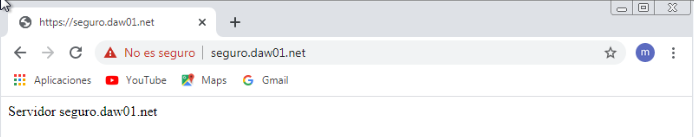 https://seguro.daw01.net
No es seguro seguro.daw01.net m
Aplicaciones YouTube Maps G Gmail
Servidor seguro.daw01.net